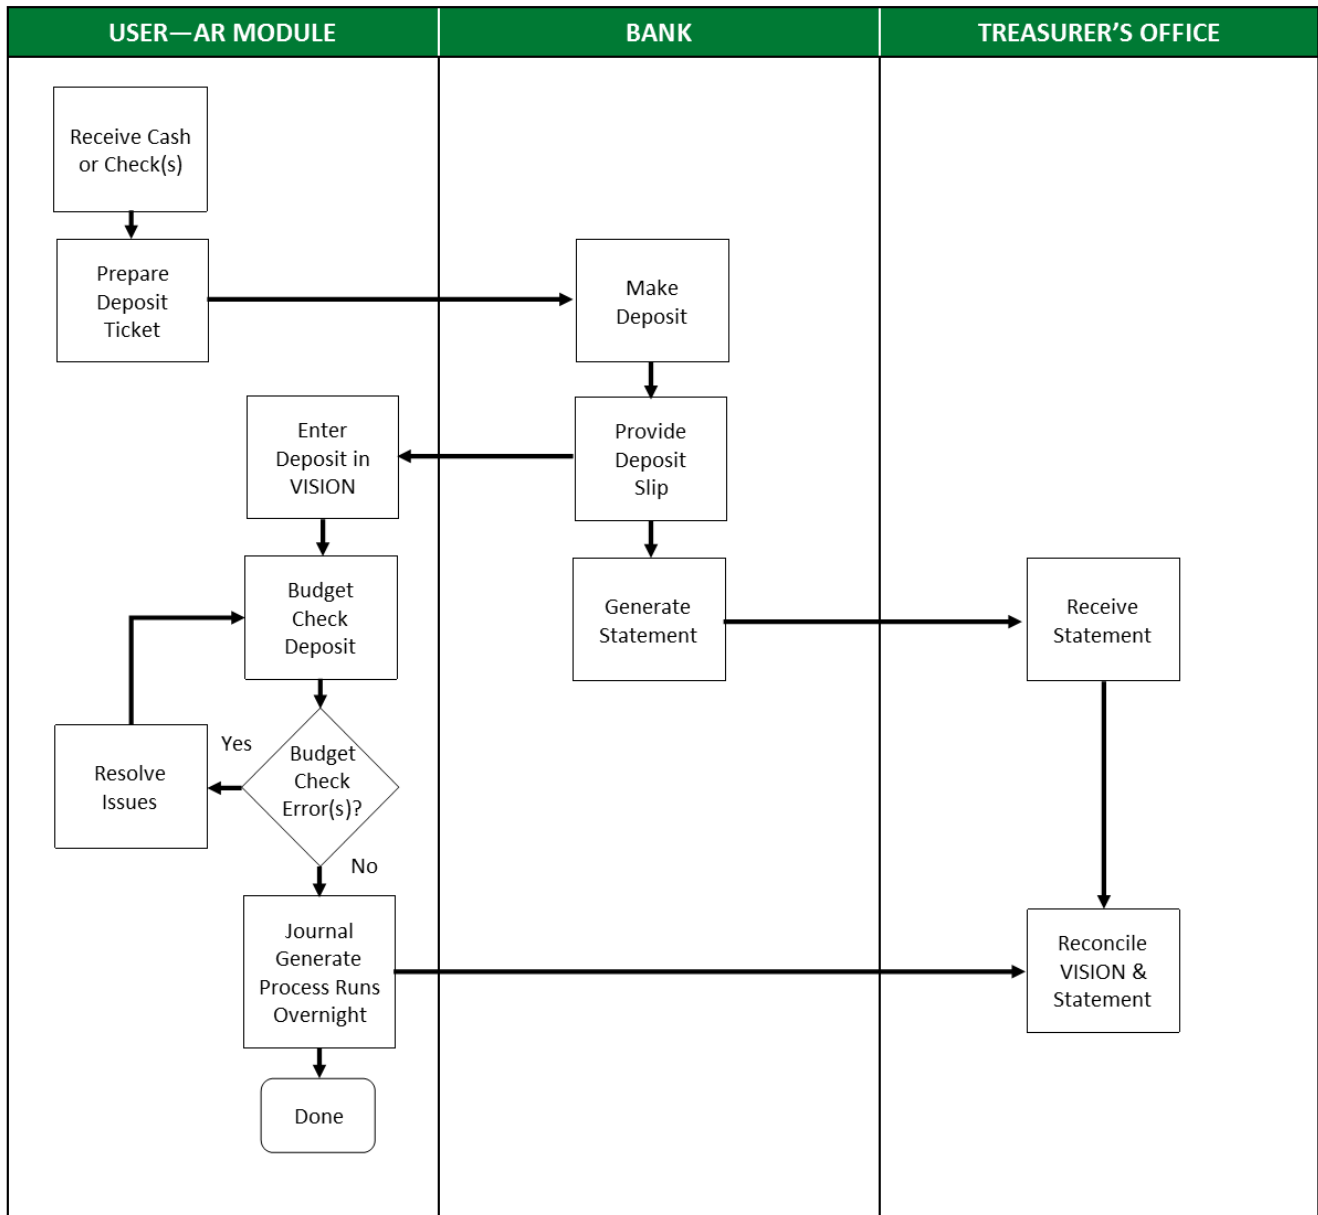 USER—AR MODULE
BANK
TREASURER'S OFFICE
Receive Cash
or Check(s)
Prepare
Deposit
Ticket
Make
Deposit
Enter
Deposit in
VISION
Provide
Deposit
Slip
Budget
Check
Deposit
Generate
Statement
Receive
Statement
Yes
Resolve
Issues
Budget
Check
Error(s)?
No
Journal
Generate
Process Runs
Overnight
Reconcile
VISION &
Statement
Done